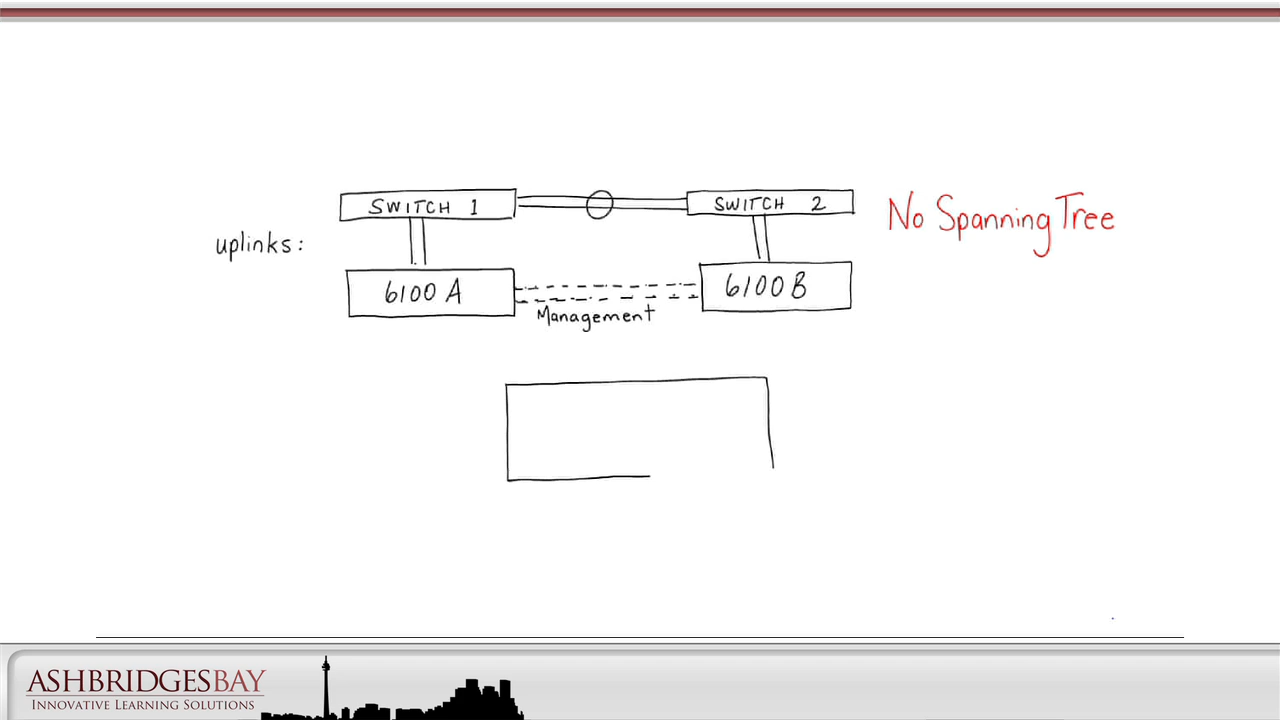 SWITCH 1
SWITCH 2
No Spanning Tree
uplinks:
6100 A
6100 B
Management
ASHBRIDGESBAY
INNOVATIVE LEARNING SOLUTIONS